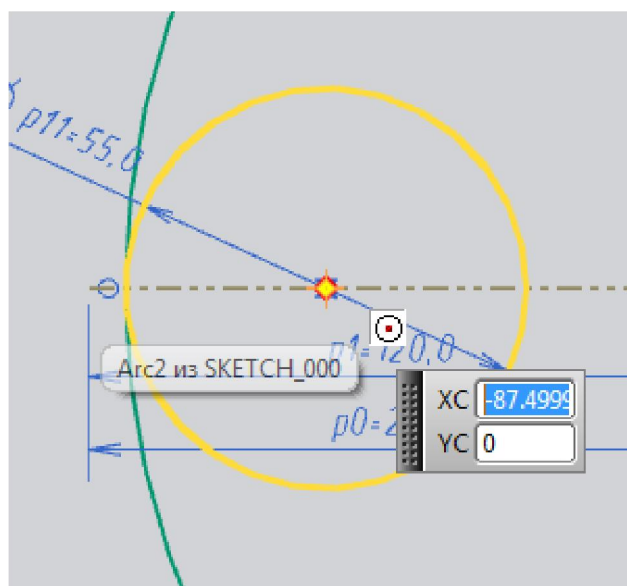 p11=55,0
p1=120,0
Arc2 из SKETCH_000
XC -87.4999
YC 0
p0=2